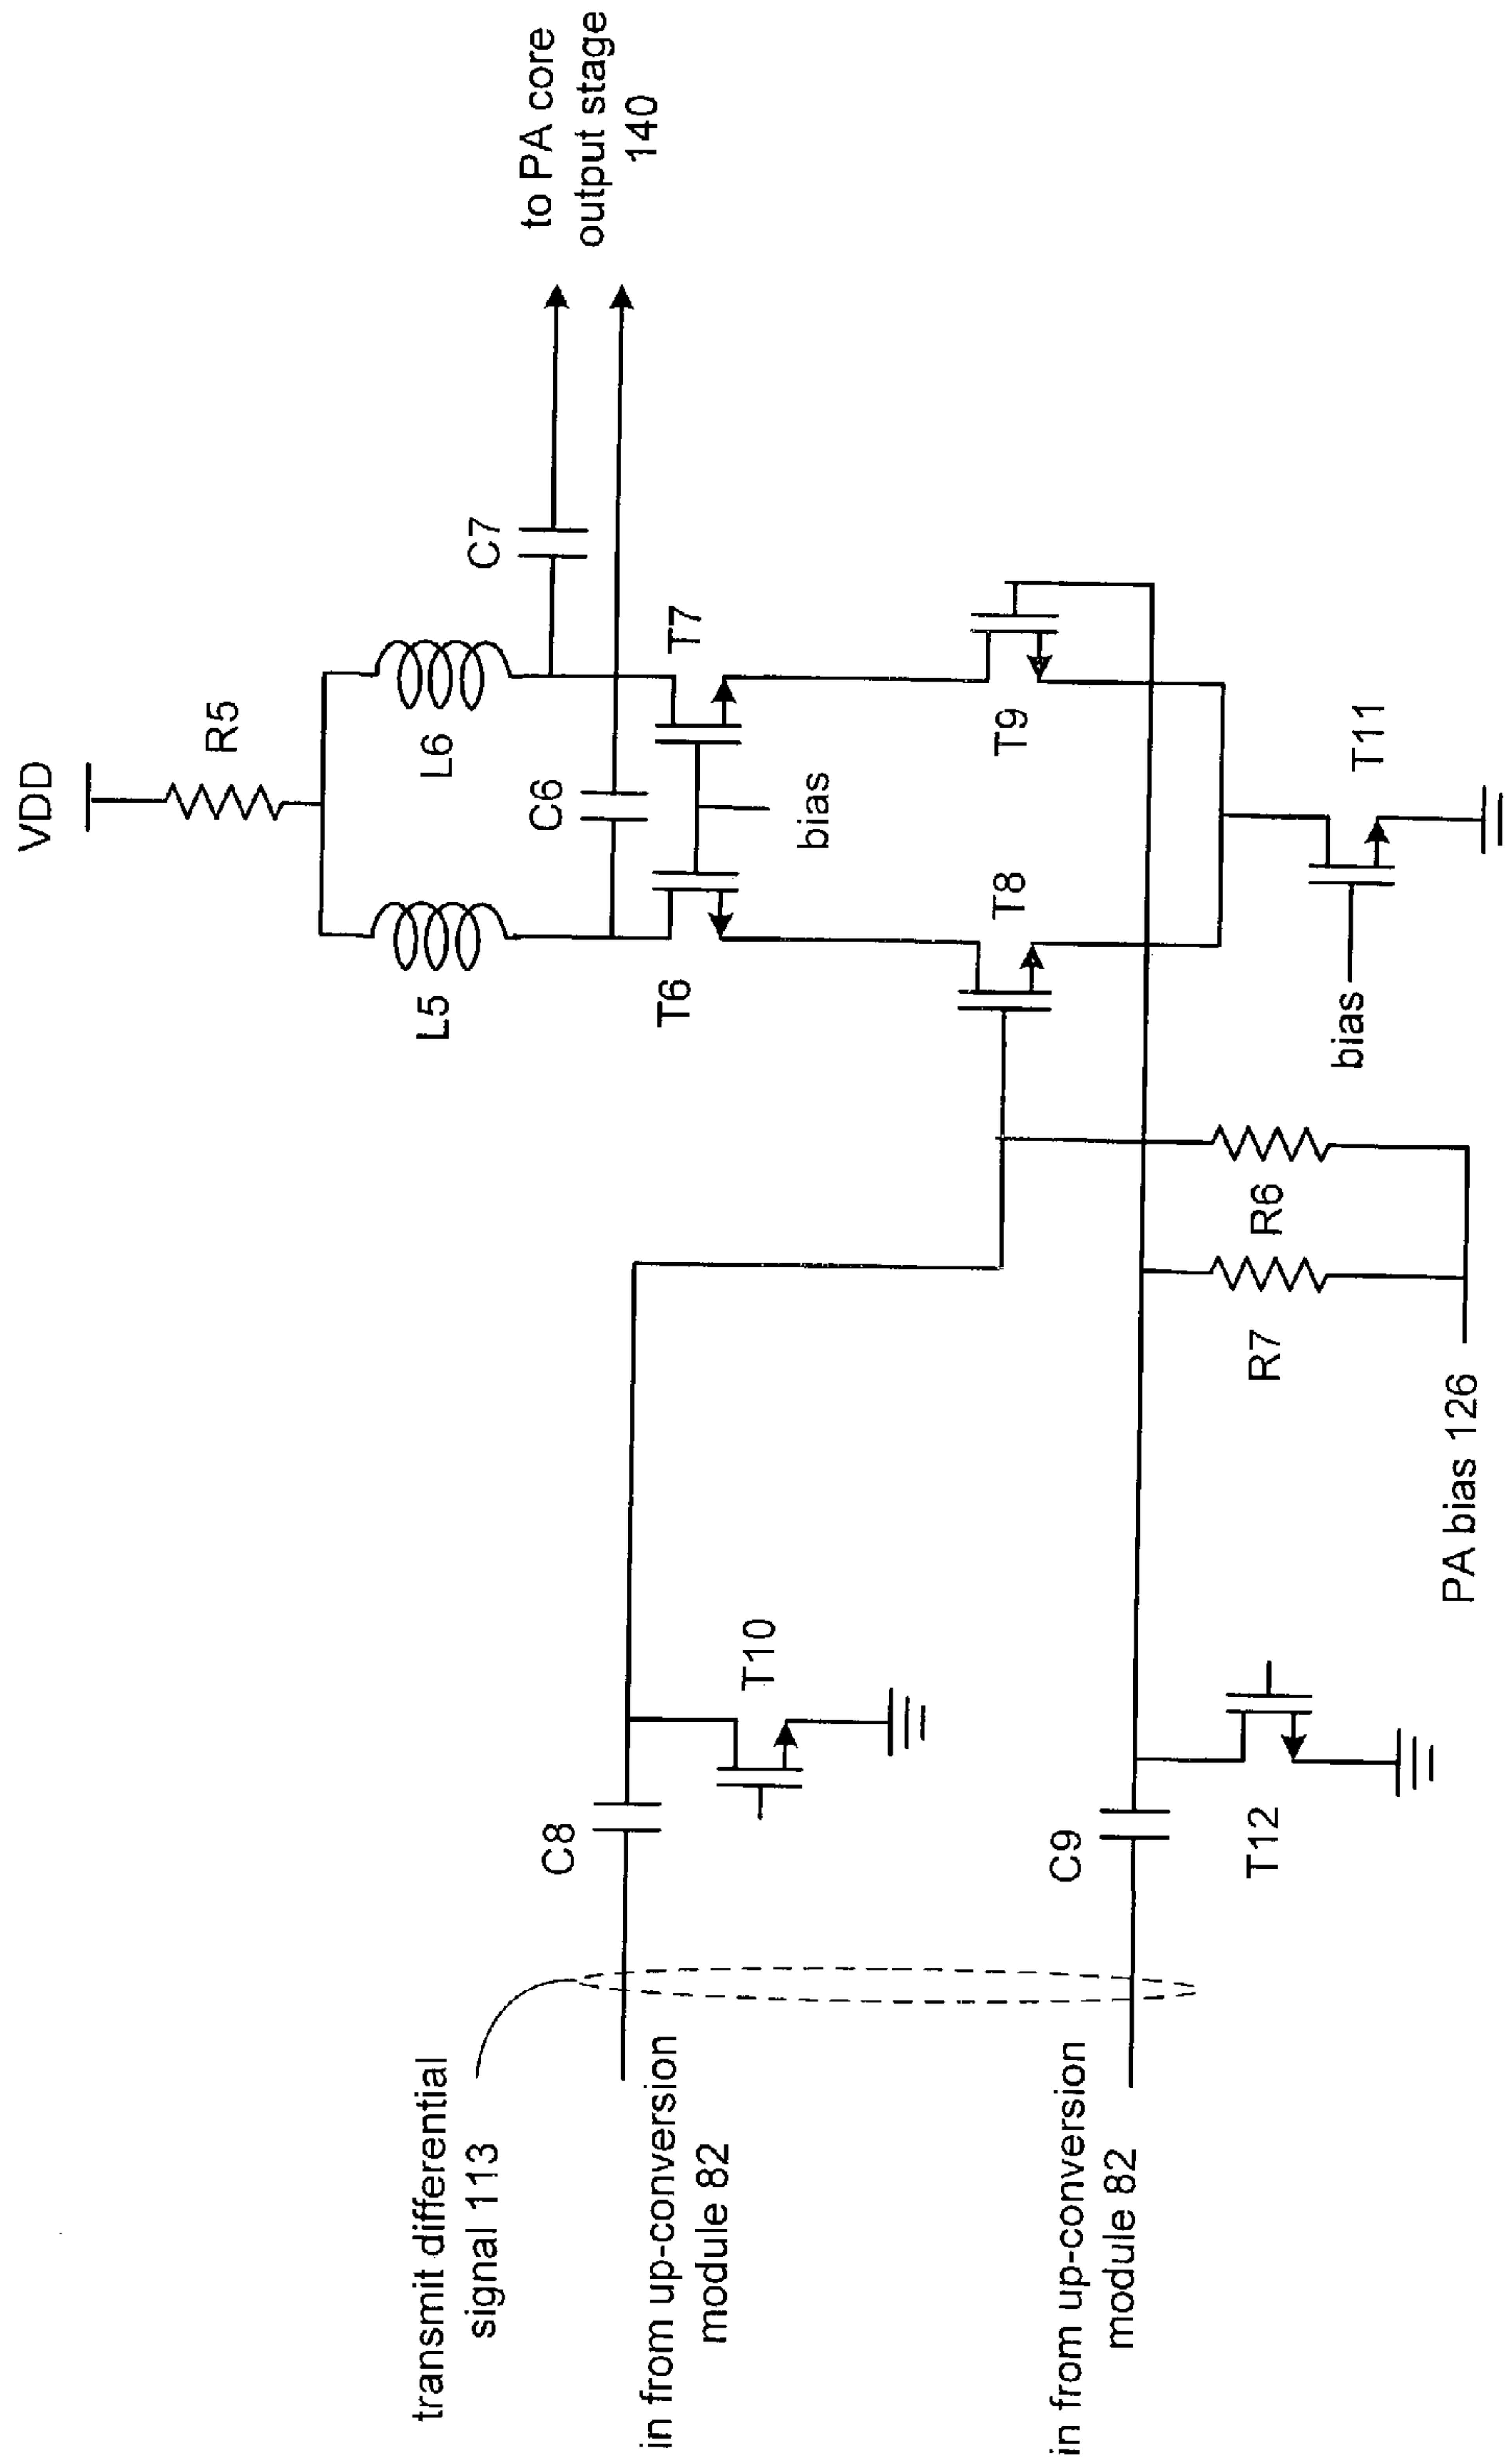 VDD
R5
L5
L6
C7
to PA core
output stage
140
C6
T6
T7
bias
transmit differential
signal 113
C8
in from up-conversion
module 82
T10
T8
T9
C9
in from up-conversion
module 82
T12
R7
R6
bias
T11
PA bias 126